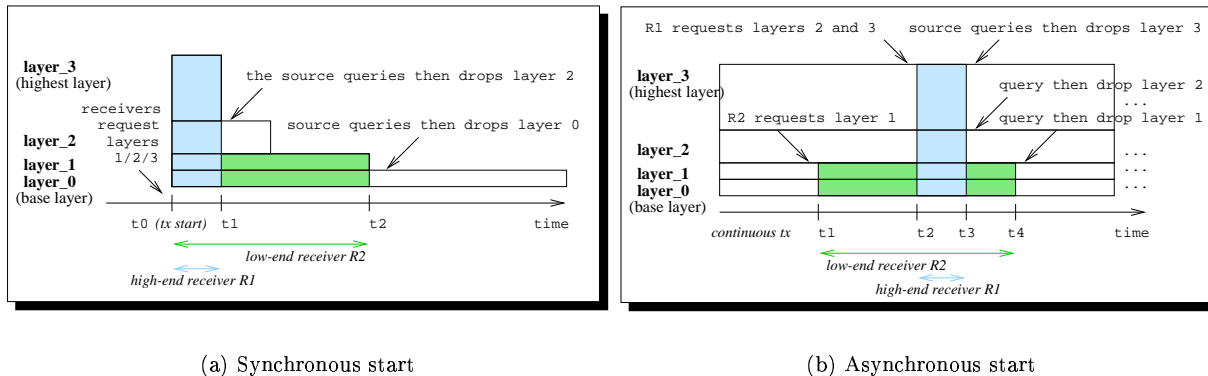 layer_3
(highest layer)
the source queries then drops layer 2
receivers
request
layers
1/2/3
source queries then drops layer 0
layer_2
layer_1
layer_0
(base layer)
t0 (tx start) t1 t2 time
low-end receiver R2
high-end receiver R1
(a) Synchronous start
R1 requests layers 2 and 3 source queries then drops layer 3
layer_3
(highest layer)
query then drop layer 2
...
R2 requests layer 1 query then drop layer 1
layer_2
...
layer_1
...
layer_0
...
(base layer)
continuous tx t1 t2 t3 t4 time
low-end receiver R2
high-end receiver R1
(b) Asynchronous start